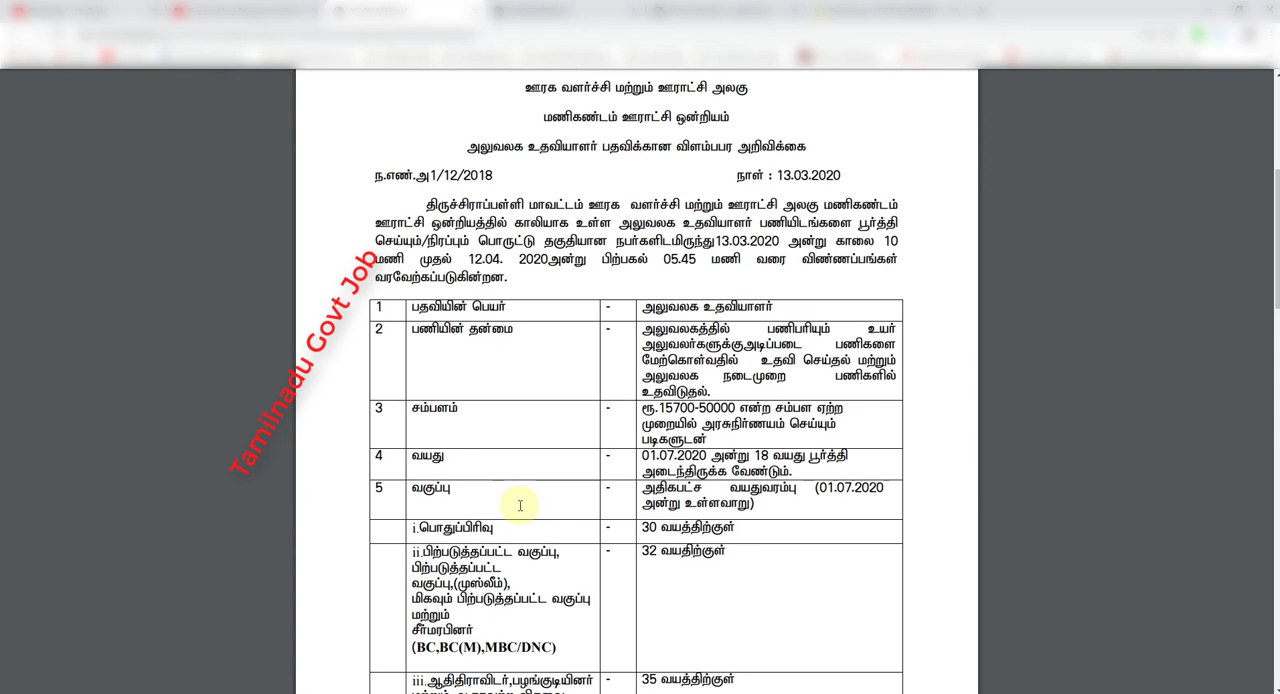 ஊரக வளர்ச்சி மற்றும் ஊராட்சி அலகு
மணிகண்டம் ஊராட்சி ஒன்றியம்
அலுவலக உதவியாளர் பதவிக்கான விளம்பபர அறிவிக்கை
ந.எண்.அ1/12/2018 நாள் : 13.03.2020
திருச்சிராப்பள்ளி மாவட்டம் ஊரக வளர்ச்சி மற்றும் ஊராட்சி அலகு மணிகண்டம்
ஊராட்சி ஒன்றியத்தில் காலியாக உள்ள அலுவலக உதவியாளர் பணியிடங்களை பூர்த்தி
செய்யும்/நிரப்பும் பொருட்டு தகுதியான நபர்களிடமிருந்து13.03.2020 அன்று காலை 10
மணி முதல் 12.04. 2020அன்று பிற்பகல் 05.45 மணி வரை விண்ணப்பங்கள்
வரவேற்கப்படுகின்றன.
Tamilnadu Govt Job
1 பதவியின் பெயர் - அலுவலக உதவியாளர்
2 பணியின் தன்மை - அலுவலகத்தில் பணிபரியும் உயர்
அலுவலர்களுக்குஅடிப்படை பணிகளை
மேற்கொள்வதில் உதவி செய்தல் மற்றும்
அலுவலக நடைமுறை பணிகளில்
உதவிடுதல்.
3 சம்பளம் - ரூ.15700-50000 என்ற சம்பள ஏற்ற
முறையில் அரசுநிர்ணயம் செய்யும்
படிகளுடன்
4 வயது - 01.07.2020 அன்று 18 வயது பூர்த்தி
அடைந்திருக்க வேண்டும்.
5 வகுப்பு - அதிகபட்ச வயதுவரம்பு (01.07.2020
அன்று உள்ளவாறு)
i.பொதுப்பிரிவு - 30 வயத்திற்குள்
ii.பிற்படுத்தப்பட்ட வகுப்பு, - 32 வயதிற்குள்
பிற்படுத்தப்பட்ட
வகுப்பு,(முஸ்லீம்),
மிகவும் பிற்படுத்தப்பட்ட வகுப்பு
மற்றும்
சீர்மரபினர்
(BC,BC(M),MBC/DNC)
iii.ஆதிதிராவிடர்,பழங்குடியினர் - 35 வயதிற்குள்